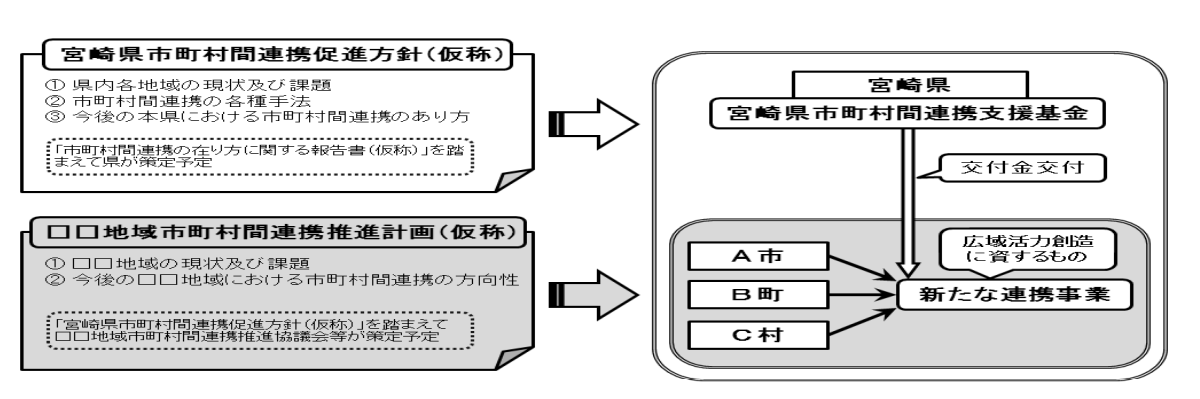 宮崎県市町村間連携促進方針(仮称)
① 県内各地域の現状及び課題
② 市町村間連携の各種手法
③ 今後の本県における市町村間連携のあり方
「市町村間連携の在り方に関する報告書(仮称)」を踏
まえて県が策定予定
□□地域市町村間連携推進計画(仮称)
① □□地域の現状及び課題
② 今後の□□地域における市町村間連携の方向性
「宮崎県市町村間連携促進方針(仮称)」を踏まえて
□□地域市町村間連携推進協議会等が策定予定
宮崎県
宮崎県市町村間連携支援基金
交付金交付
広域活力創造
に資するもの
A市
B町
C村
新たな連携事業